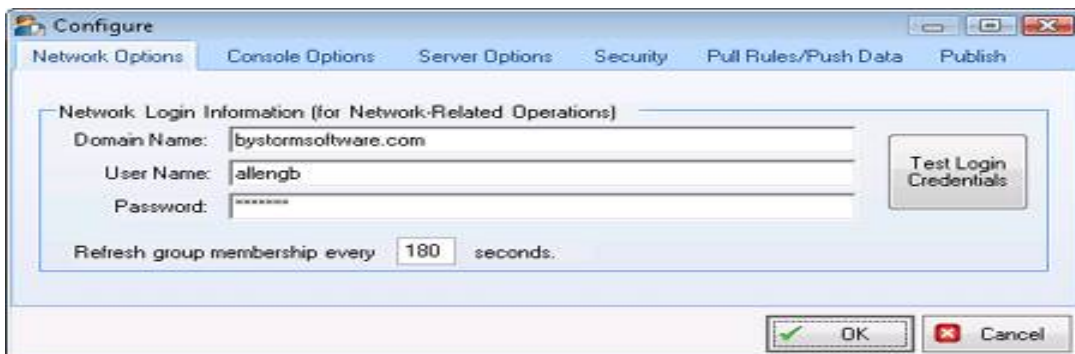 Configure
Network Options Console Options Server Options Security Pull Rules/Push Data Publish
Network Login Information (for Network-Related Operations)
Domain Name: bystormsoftware.com
User Name: allengb
Password: *******
Test Login
Credentials
Refresh group membership every 180 seconds.
OK Cancel